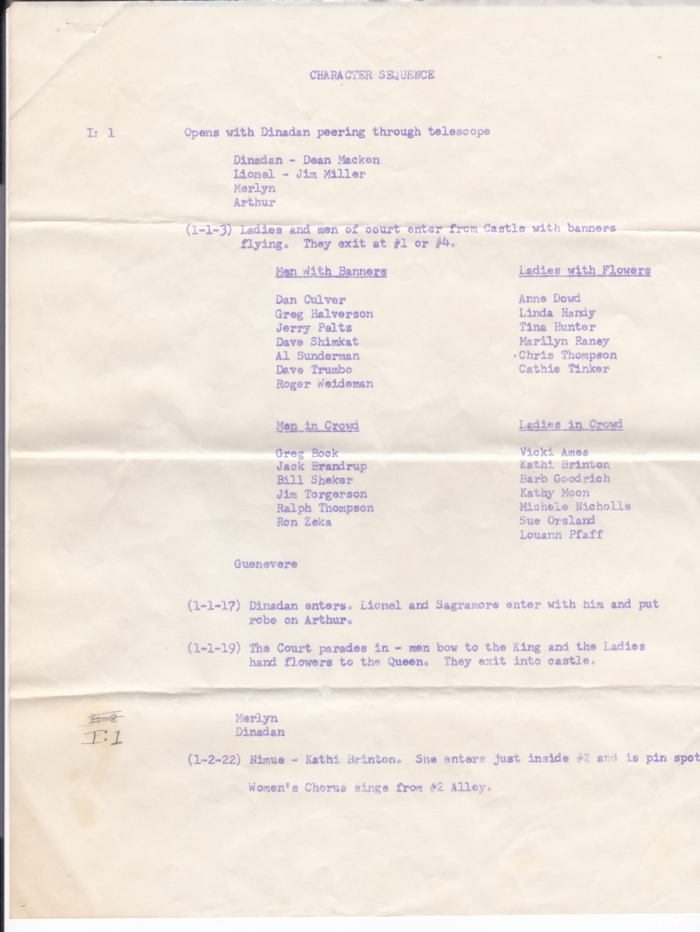 CHARACTER SEQUENCE
I: 1 Opens with Dinadan peering through telescope
Dinadan - Dean Macken
Lionel - Jim Miller
Merlyn
Arthur
(1-1-3) Ladies and men of court enter from Castle with banners
flying. They exit at #1 or #4.
Men With Banners
Dan Culver
Greg Halverson
Jerry Peltz
Dave Shimkat
Al Sunderman
Dave Trumbo
Roger Weideman
Ladies with Flowers
Anne Dowd
Linda Handy
Tina Hunter
Marilyn Raney
Chris Thompson
Cathie Tinker
Men in Crowd
Greg Bock
Jack Brandrup
Bill Sheker
Jim Torgerson
Ralph Thompson
Ron Zeka
Ladies in Crowd
Vicki Ames
Kathi Brinton
Barb Goodrich
Kathy Moon
Michele Nicholls
Sue Orsland
Louann Pfaff
Guenevere
(1-1-17) Dinadan enters. Lionel and Sagramore enter with him and put
robe on Arthur.
(1-1-19) The Court parades in - men bow to the King and the Ladies
hand flowers to the Queen. They exit into castle.
I:1
Merlyn
Dinadan
(1-2-22) Nimue - Kathi Brinton. She enters just inside #2 and is pin spot
Women's Chorus sings from #2 Alley.